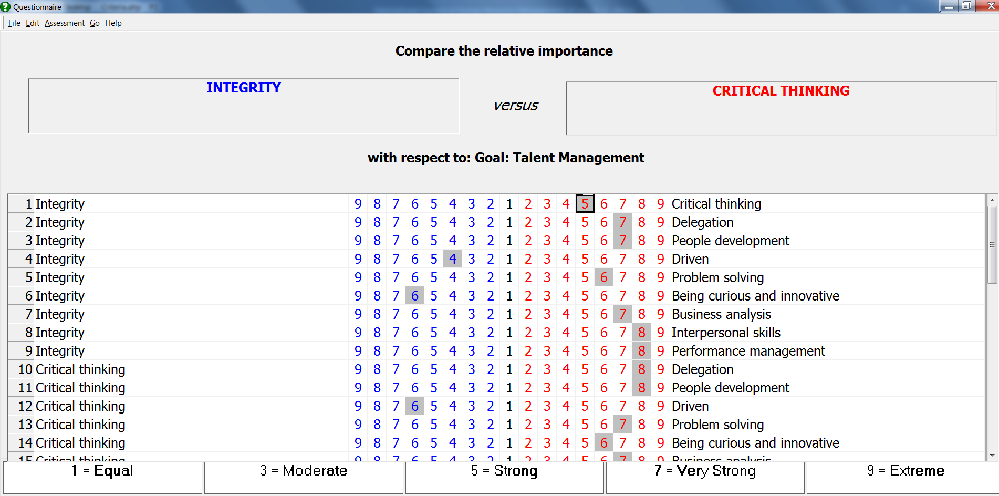 Questionnaire
File Edit Assessment Go Help
Compare the relative importance
INTEGRITY
versus
CRITICAL THINKING
with respect to: Goal: Talent Management
1 Integrity 9 8 7 6 5 4 3 2 1 2 3 4 5 6 7 8 9 Critical thinking
2 Integrity 9 8 7 6 5 4 3 2 1 2 3 4 5 6 7 8 9 Delegation
3 Integrity 9 8 7 6 5 4 3 2 1 2 3 4 5 6 7 8 9 People development
4 Integrity 9 8 7 6 5 4 3 2 1 2 3 4 5 6 7 8 9 Driven
5 Integrity 9 8 7 6 5 4 3 2 1 2 3 4 5 6 7 8 9 Problem solving
6 Integrity 9 8 7 6 5 4 3 2 1 2 3 4 5 6 7 8 9 Being curious and innovative
7 Integrity 9 8 7 6 5 4 3 2 1 2 3 4 5 6 7 8 9 Business analysis
8 Integrity 9 8 7 6 5 4 3 2 1 2 3 4 5 6 7 8 9 Interpersonal skills
9 Integrity 9 8 7 6 5 4 3 2 1 2 3 4 5 6 7 8 9 Performance management
10 Critical thinking 9 8 7 6 5 4 3 2 1 2 3 4 5 6 7 8 9 Delegation
11 Critical thinking 9 8 7 6 5 4 3 2 1 2 3 4 5 6 7 8 9 People development
12 Critical thinking 9 8 7 6 5 4 3 2 1 2 3 4 5 6 7 8 9 Driven
13 Critical thinking 9 8 7 6 5 4 3 2 1 2 3 4 5 6 7 8 9 Problem solving
14 Critical thinking 9 8 7 6 5 4 3 2 1 2 3 4 5 6 7 8 9 Being curious and innovative
15 Critical thinking 9 8 7 6 5 4 3 2 1 2 3 4 5 6 7 8 9 Business analysis
1 = Equal 3 = Moderate 5 = Strong 7 = Very Strong 9 = Extreme